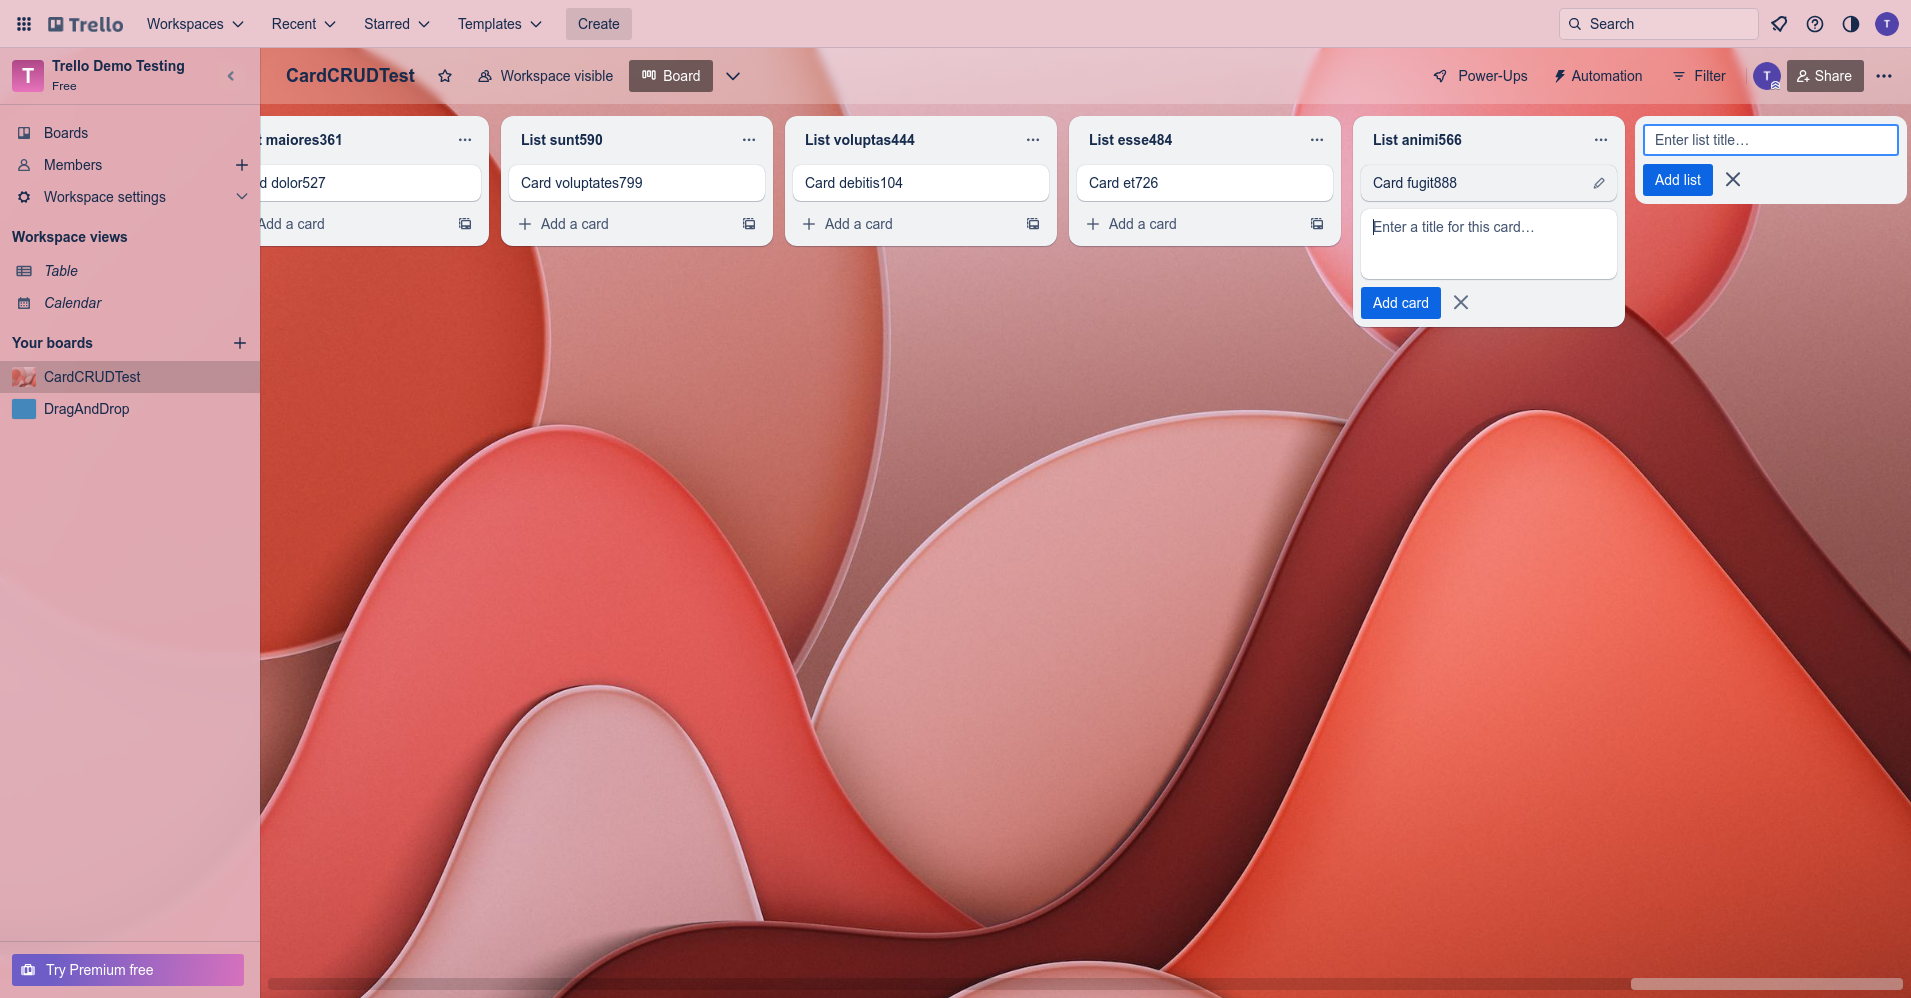 Trello
Workspaces
Recent
Starred
Templates
Create
Search
T
T
Trello Demo Testing
Free
CardCRUDTest
Workspace visible
Board
Power-Ups
Automation
Filter
T
Share
Boards
Members
Workspace settings
Workspace views
Table
Calendar
Your boards
CardCRUDTest
DragAndDrop
Try Premium free
maiores361
d dolor527
Add a card
List sunt590
Card voluptates799
Add a card
List voluptas444
Card debitis104
Add a card
List esse484
Card et726
Add a card
List animi566
Card fugit888
Enter a title for this card…
Add card
Enter list title…
Add list